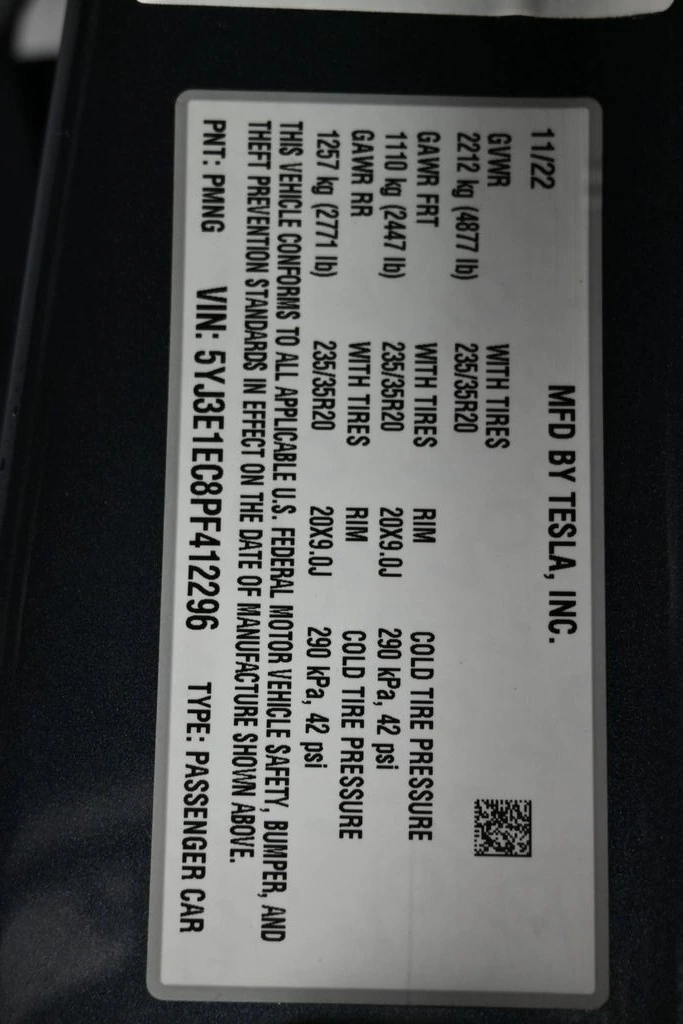 MFD BY TESLA, INC.
11/22
GVWR WITH TIRES
2212 kg (4877 lb) 235/35R20
GAWR FRT WITH TIRES RIM COLD TIRE PRESSURE
1110 kg (2447 lb) 235/35R20 20X9.0J 290 kPa, 42 psi
GAWR RR WITH TIRES RIM COLD TIRE PRESSURE
1257 kg (2771 lb) 235/35R20 20X9.0J 290 kPa, 42 psi
THIS VEHICLE CONFORMS TO ALL APPLICABLE U.S. FEDERAL MOTOR VEHICLE SAFETY, BUMPER, AND
THEFT PREVENTION STANDARDS IN EFFECT ON THE DATE OF MANUFACTURE SHOWN ABOVE.
PNT: PMNG VIN: 5YJ3E1EC8PF412296 TYPE: PASSENGER CAR